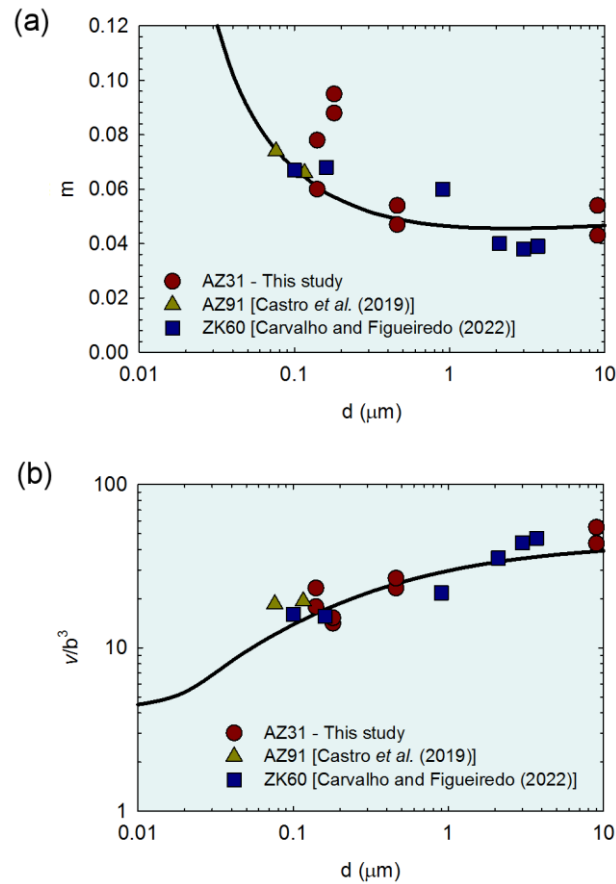 (a)
0.12
0.10
0.08
m
0.06
0.04
0.02
0.00
AZ31 - This study
AZ91 [Castro et al. (2019)]
ZK60 [Carvalho and Figueiredo (2022)]
0.01 0.1 1 10
d (μm)
(b)
100
v/b³
10
1
AZ31 - This study
AZ91 [Castro et al. (2019)]
ZK60 [Carvalho and Figueiredo (2022)]
0.01 0.1 1 10
d (μm)